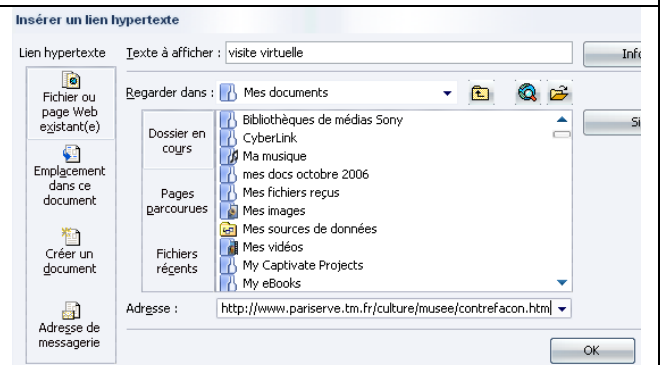 Insérer un lien hypertexte
Lien hypertexte
Texte à afficher : visite virtuelle
Regarder dans : Mes documents
Fichier ou
page Web
existant(e)
Emplacement
dans ce
document
Créer un
document
Adresse de
messagerie
Dossier en
cours
Pages
parcourues
Fichiers
récents
Bibliothèques de médias Sony
CyberLink
Ma musique
mes docs octobre 2006
Mes fichiers reçus
Mes images
Mes sources de données
Mes vidéos
My Captivate Projects
My eBooks
Adresse : http://www.pariserve.tm.fr/culture/musee/contrefacon.htm
OK